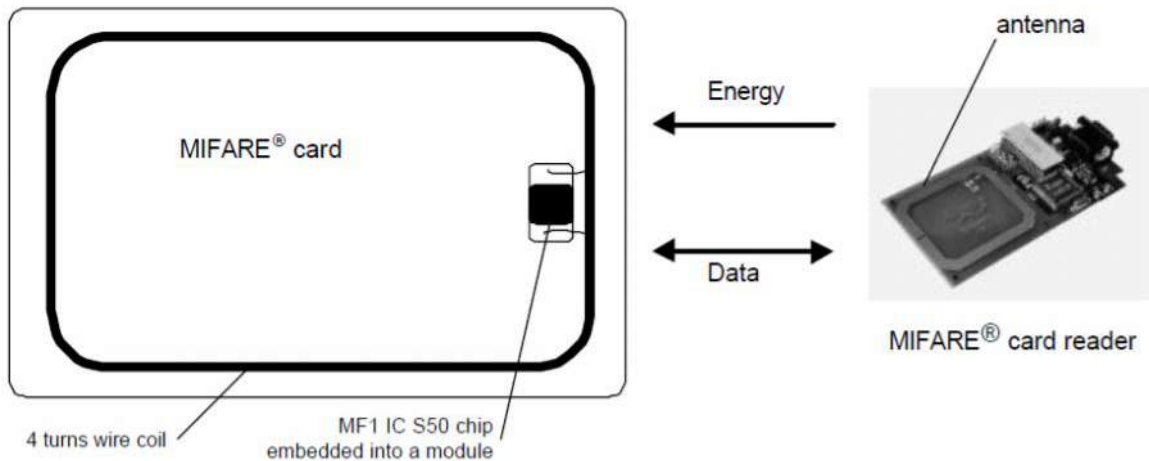 antenna
Energy
MIFARE® card
Data
MIFARE® card reader
4 turns wire coil
MF1 IC S50 chip
embedded into a module